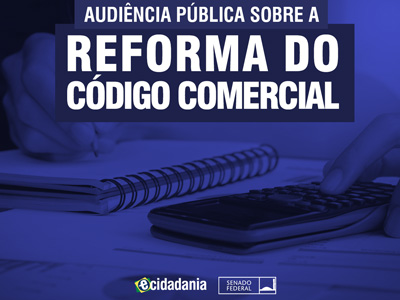 AUDIÊNCIA PÚBLICA SOBRE A
REFORMA DO
CÓDIGO COMERCIAL
ecidadania
SENADO
FEDERAL